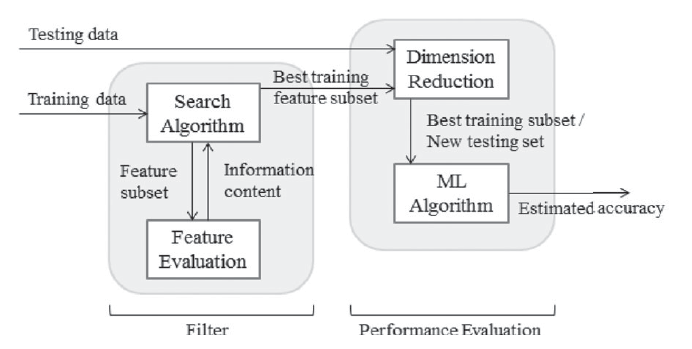 Testing data
Training data
Search
Algorithm
Best training
feature subset
Dimension
Reduction
Feature
subset
Information
content
Best training subset /
New testing set
Feature
Evaluation
ML
Algorithm
Estimated accuracy
Filter
Performance Evaluation